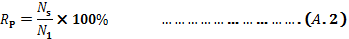 R_P = N_s/N_1 × 100% ……………………………. (A. 2)